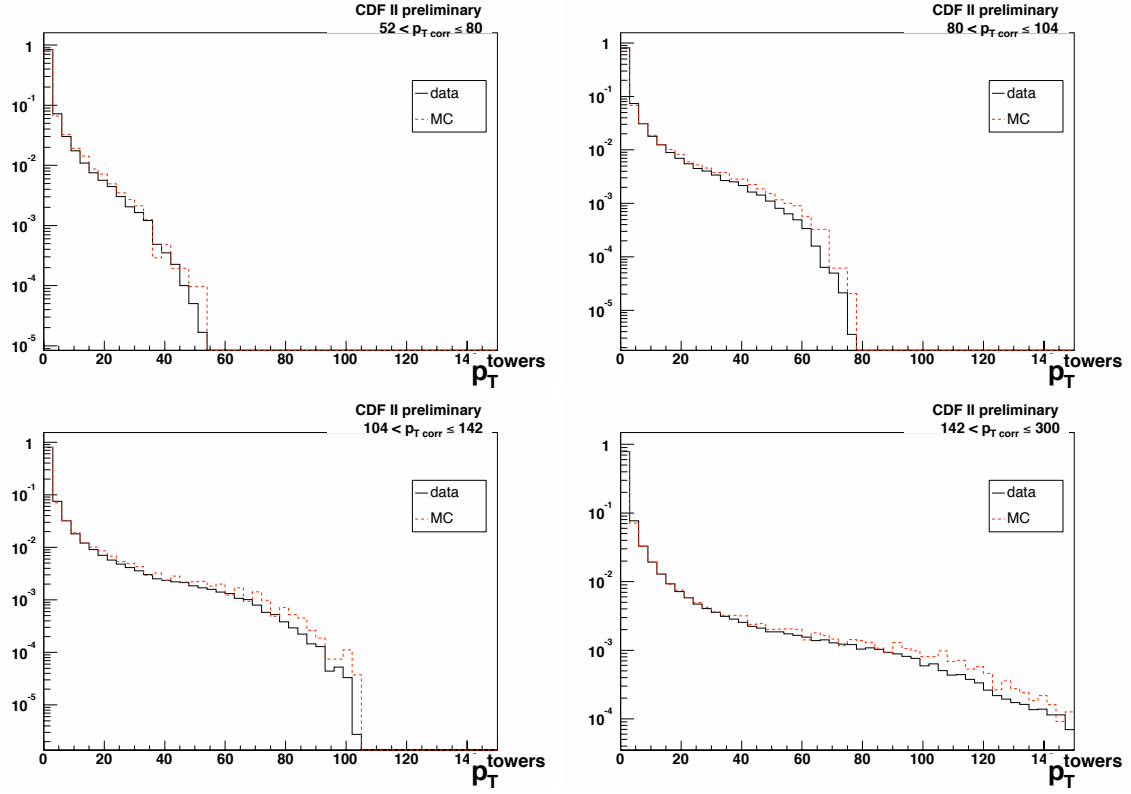 CDF II preliminary
52 < p_T corr ≤ 80
1
10^-1
10^-2
10^-3
10^-4
10^-5
data
MC
0 20 40 60 80 100 120
p_T^towers
CDF II preliminary
80 < p_T corr ≤ 104
1
10^-1
10^-2
10^-3
10^-4
10^-5
data
MC
0 20 40 60 80 100 120
p_T^towers
CDF II preliminary
104 < p_T corr ≤ 142
1
10^-1
10^-2
10^-3
10^-4
10^-5
data
MC
0 20 40 60 80 100 120
p_T^towers
CDF II preliminary
142 < p_T corr ≤ 300
1
10^-1
10^-2
10^-3
10^-4
data
MC
0 20 40 60 80 100 120
p_T^towers